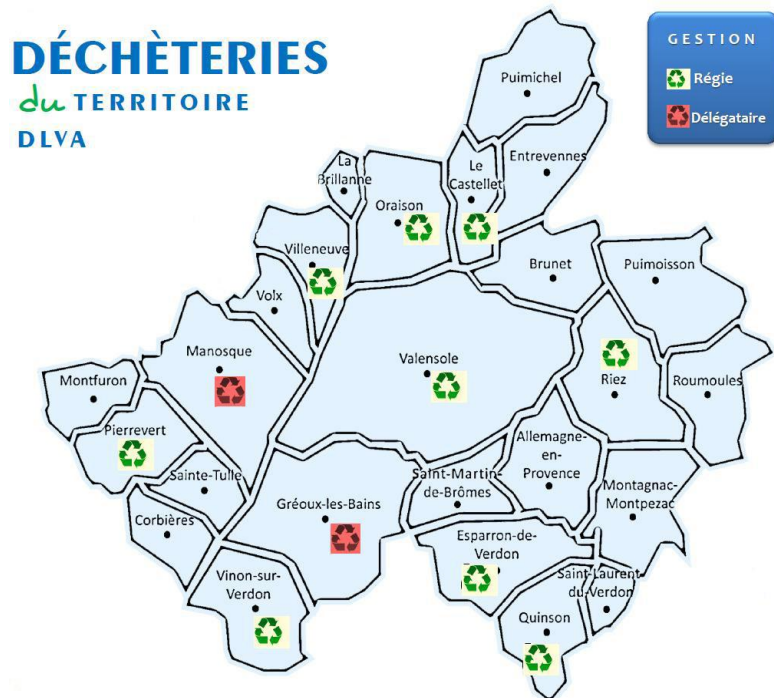 DÉCHÈTERIES
du TERRITOIRE
DLVA
GESTION
Régie
Délégataire
Puimichel
Entrevennes
La
Brillanne
Le
Castellet
Oraison
Villeneuve
Brunet
Puimoisson
Volx
Manosque
Valensole
Montfuron
Riez
Roumoules
Pierrevert
Allemagne-
en-
Provence
Sainte-Tulle
Saint-Martin-
de-Brômes
Montagnac-
Montpezac
Gréoux-les-Bains
Corbières
Esparron-de-
Verdon
Vinon-sur-
Verdon
Saint-Laurent
du-Verdon
Quinson